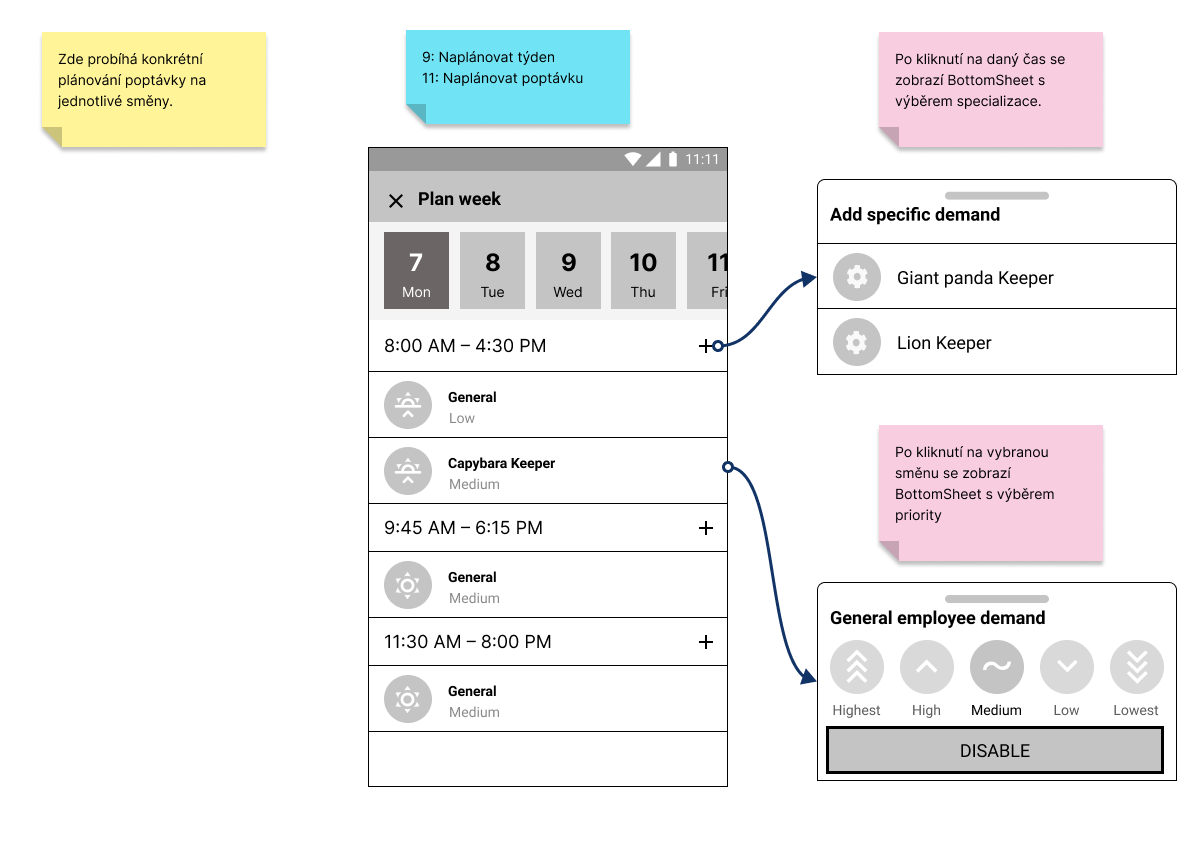 Zde probíhá konkrétní
plánování poptávky na
jednotlivé směny.
9: Naplánovat týden
11: Naplánovat poptávku
Po kliknutí na daný čas se
zobrazí BottomSheet s
výběrem specializace.
11:11
Plan week
7
Mon
8
Tue
9
Wed
10
Thu
11
Fri
8:00 AM – 4:30 PM
General
Low
Capybara Keeper
Medium
9:45 AM – 6:15 PM
General
Medium
11:30 AM – 8:00 PM
General
Medium
Add specific demand
Giant panda Keeper
Lion Keeper
Po kliknutí na vybranou
směnu se zobrazí
BottomSheet s výběrem
priority
General employee demand
Highest
High
Medium
Low
Lowest
DISABLE